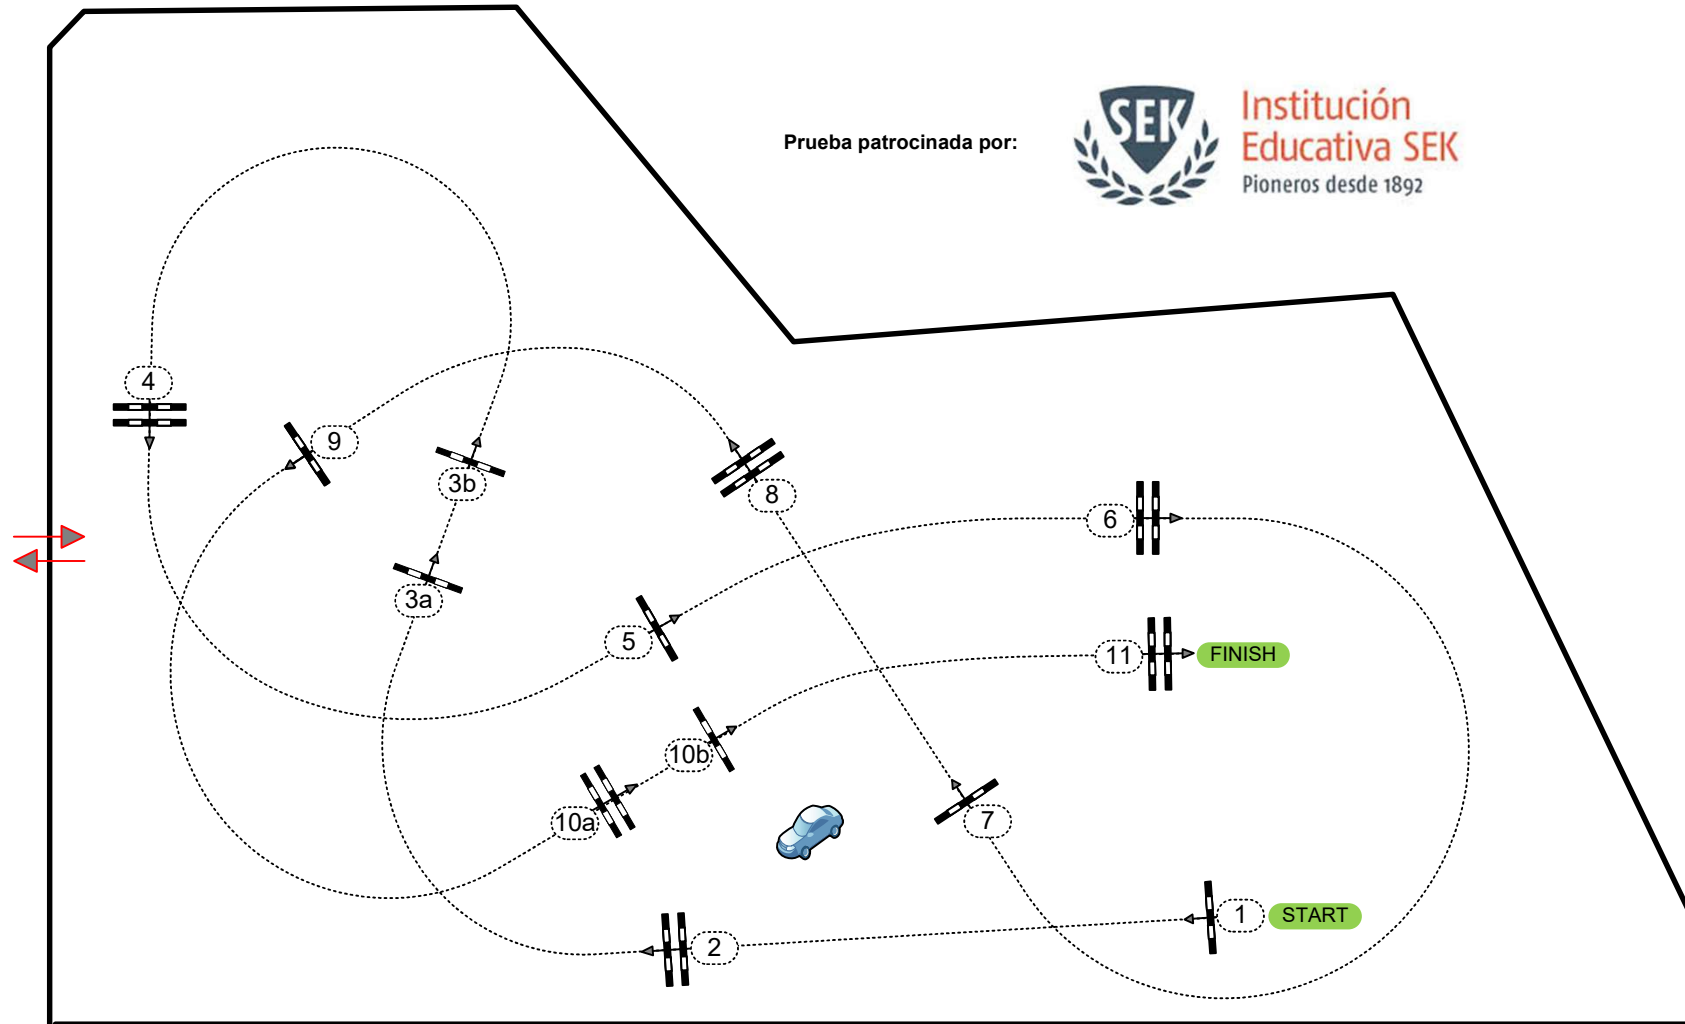 Prueba patrocinada por:
SEK
Institución
Educativa SEK
Pioneros desde 1892
4
9
3b
8
6
3a
5
11
FINISH
10b
10a
7
1
START
2